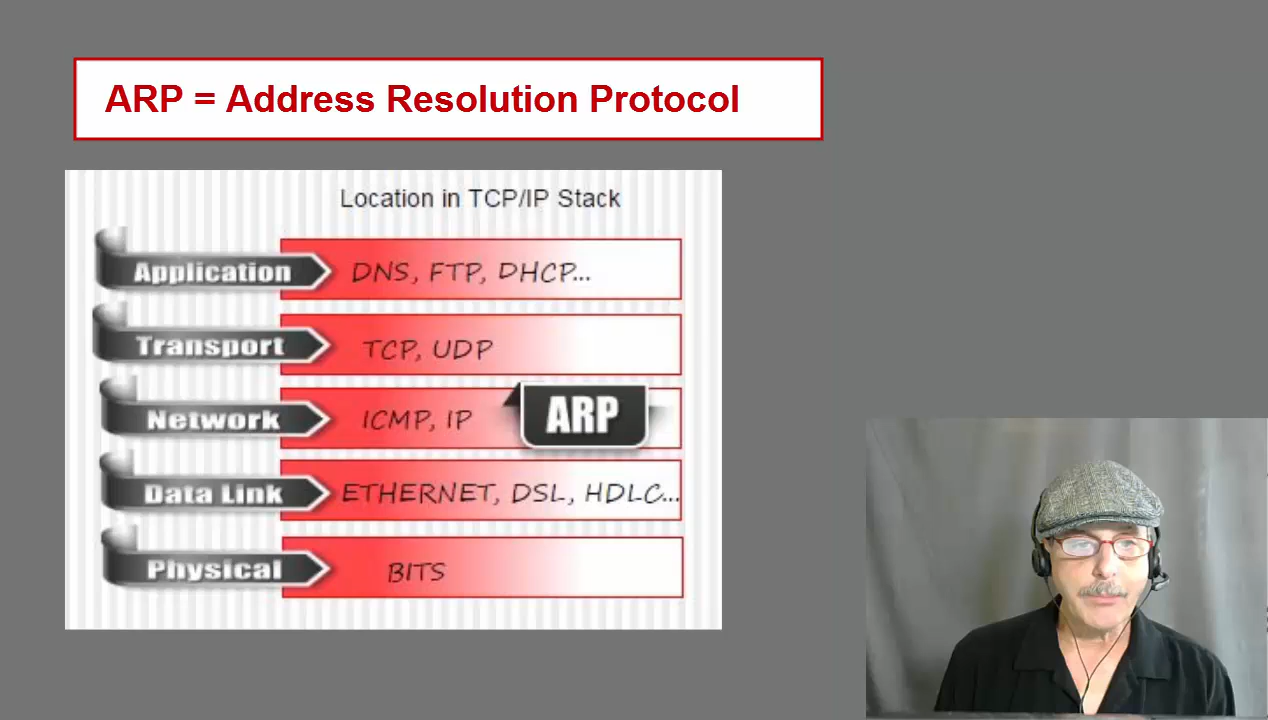 ARP = Address Resolution Protocol
Location in TCP/IP Stack
Application
DNS, FTP, DHCP...
Transport
TCP, UDP
Network
ICMP, IP
ARP
Data Link
ETHERNET, DSL, HDLC...
Physical
BITS